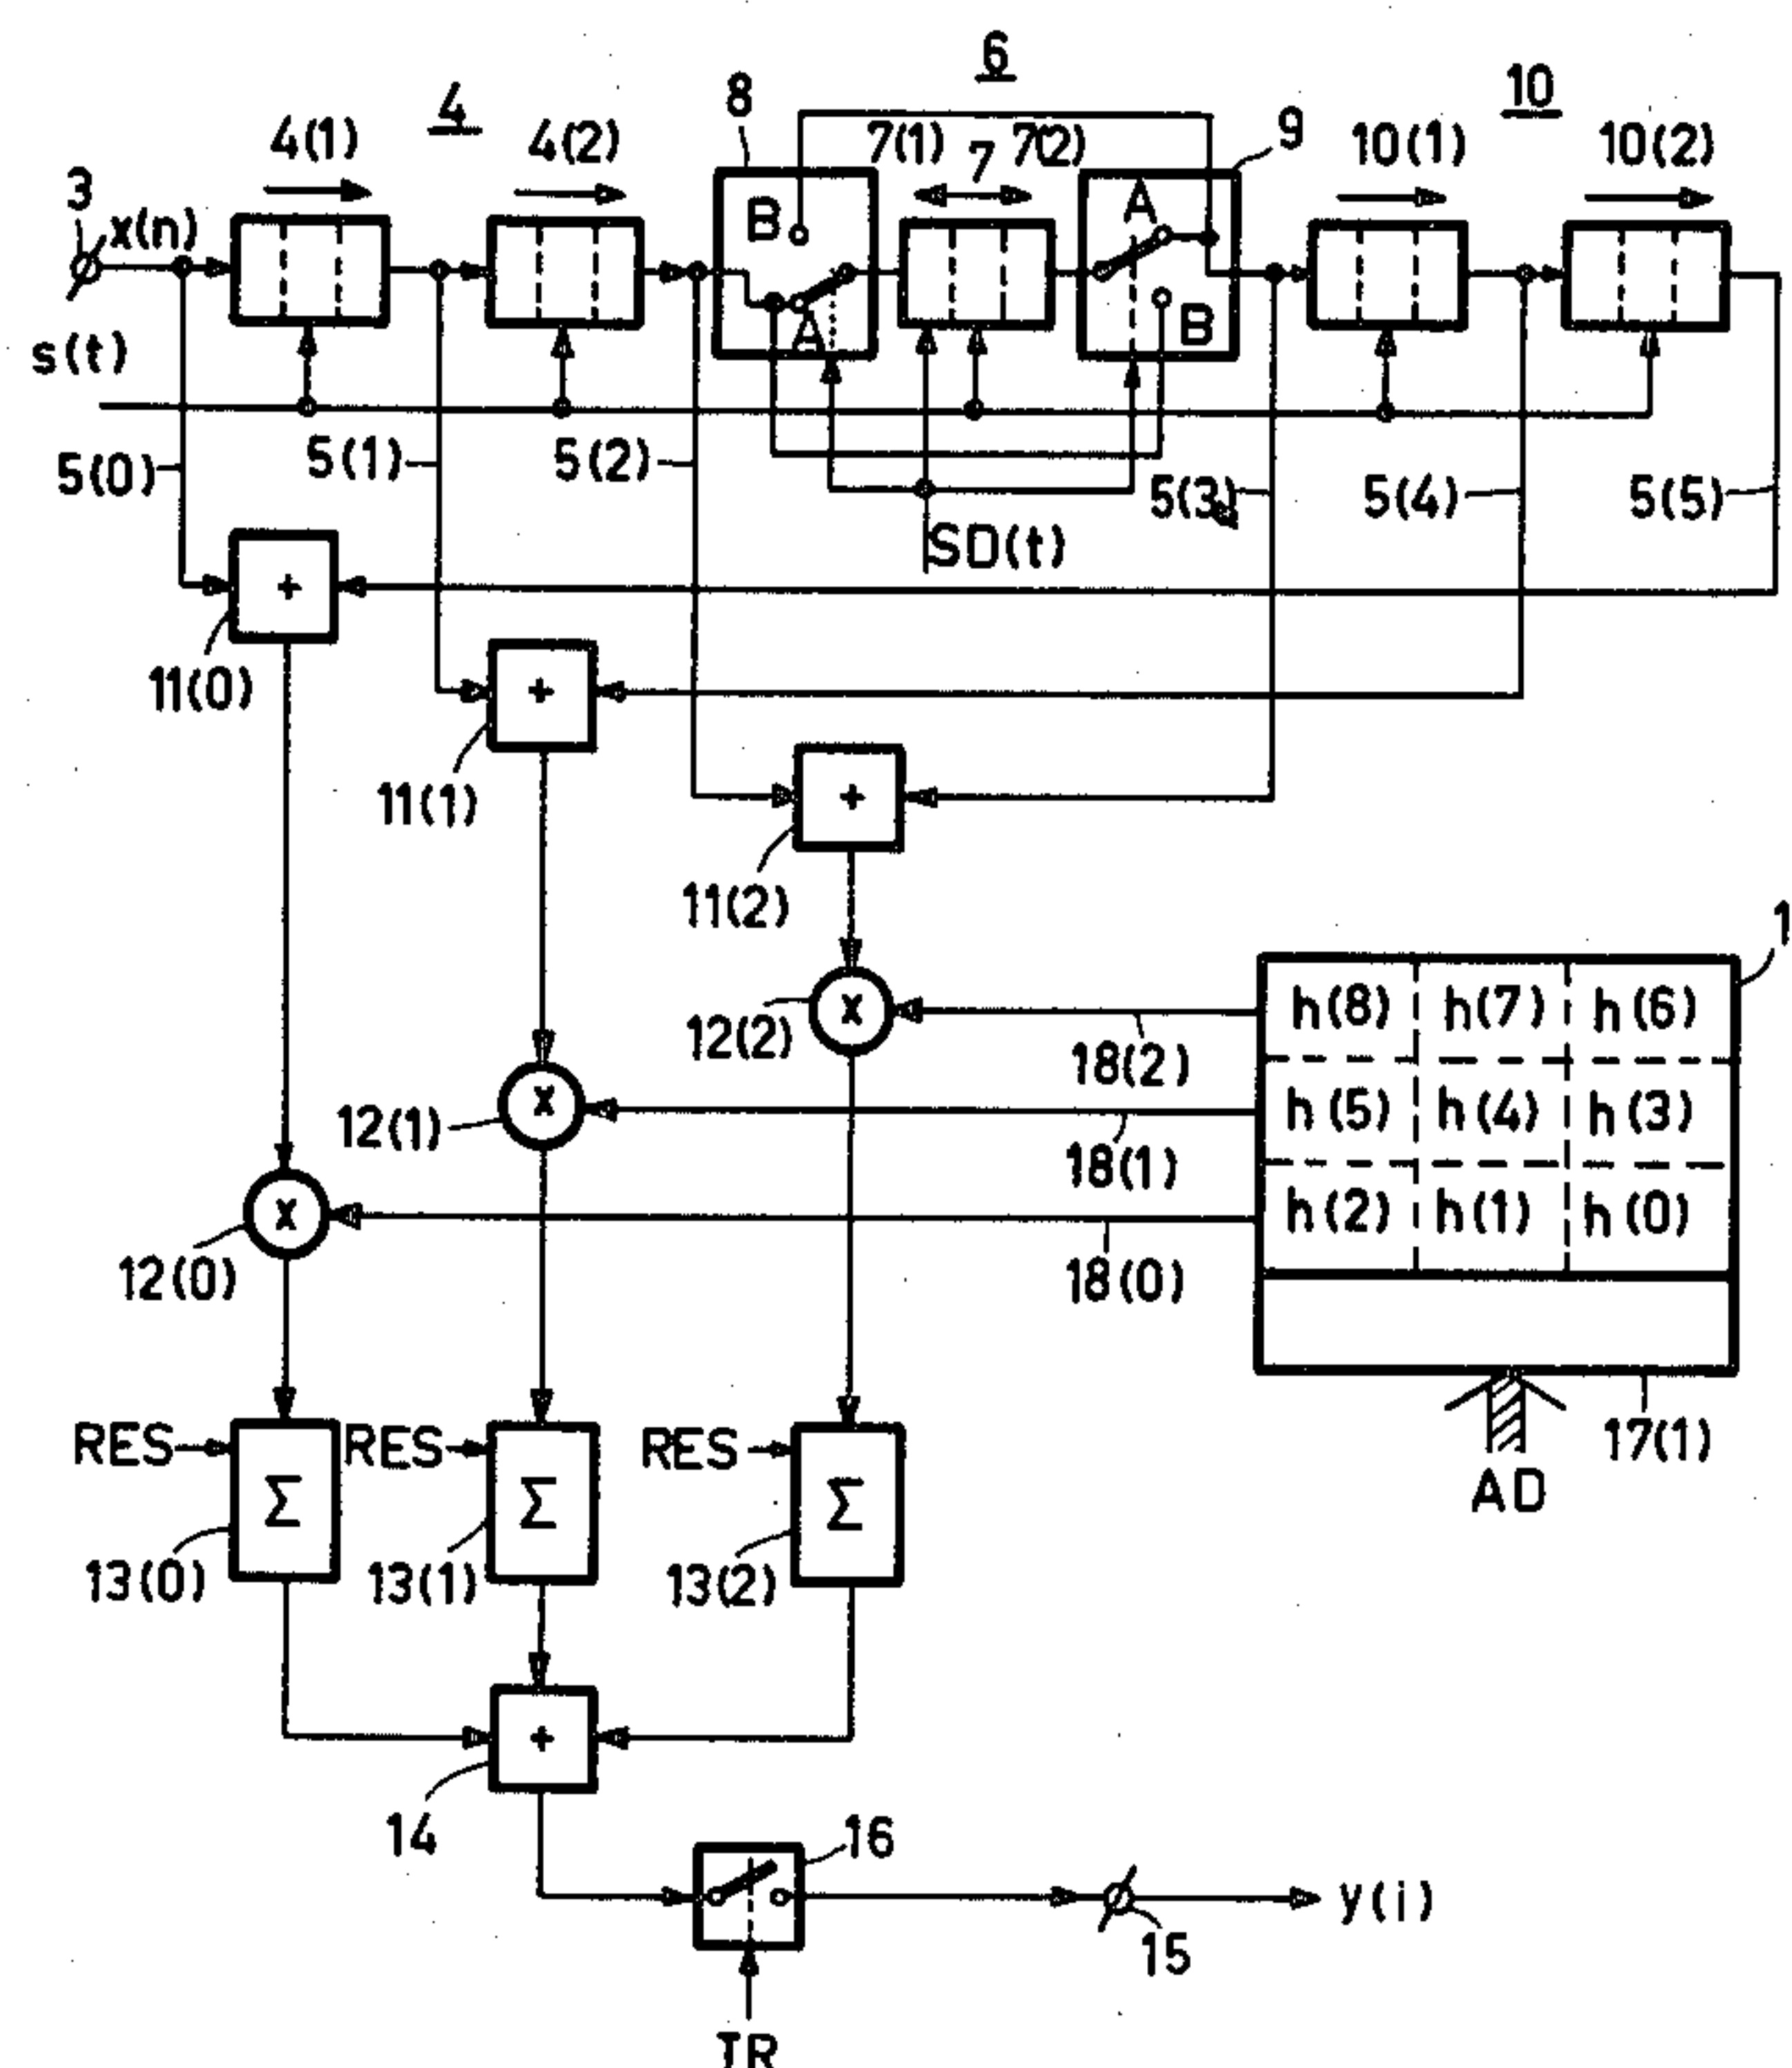 6
4
8
10
4(1)
4(2)
7(1)
7
7(2)
9
10(1)
10(2)
3
x(n)
B
A
A
B
s(t)
5(0)
5(1)
5(2)
5(3)
5(4)
5(5)
SD(t)
+
11(0)
+
11(1)
+
11(2)
1
h(8) h(7) h(6)
x
12(2)
18(2)
h(5) h(4) h(3)
x
12(1)
18(1)
h(2) h(1) h(0)
x
12(0)
18(0)
RES
RES
RES
17(1)
Σ
Σ
Σ
AD
13(0)
13(1)
13(2)
+
14
16
y(i)
15